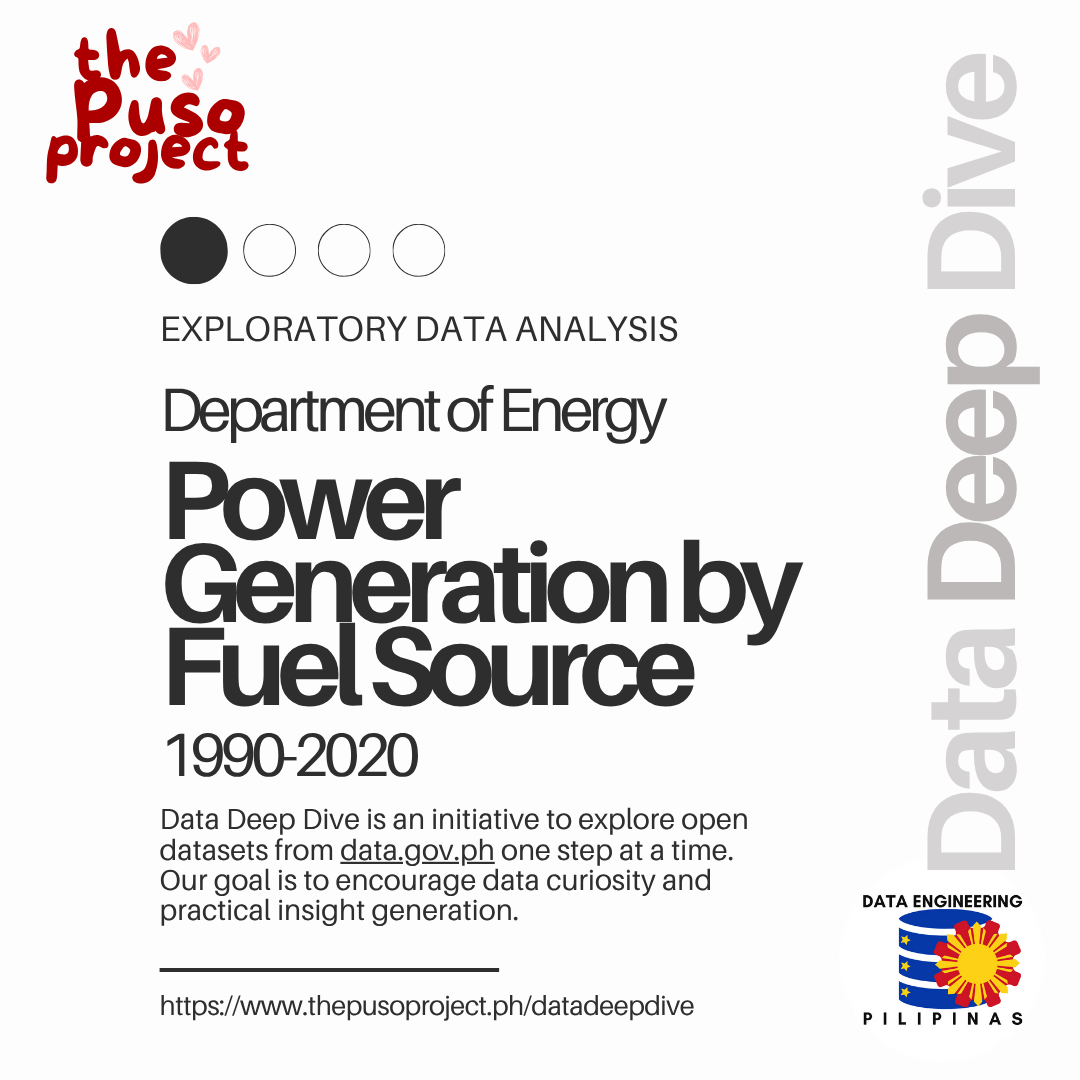 the
Puso
project
EXPLORATORY DATA ANALYSIS
Department of Energy
Power
Generation by
Fuel Source
1990-2020
Data Deep Dive is an initiative to explore open
datasets from data.gov.ph one step at a time.
Our goal is to encourage data curiosity and
practical insight generation.
https://www.thepusoproject.ph/datadeepdive
Data Deep Dive
DATA ENGINEERING
PILIPINAS